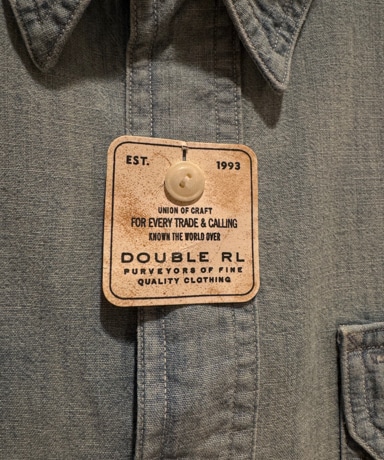 EST. 1993
UNION OF CRAFT
FOR EVERY TRADE & CALLING
KNOWN THE WORLD OVER
DOUBLE RL
PURVEYORS OF FINE
QUALITY CLOTHING